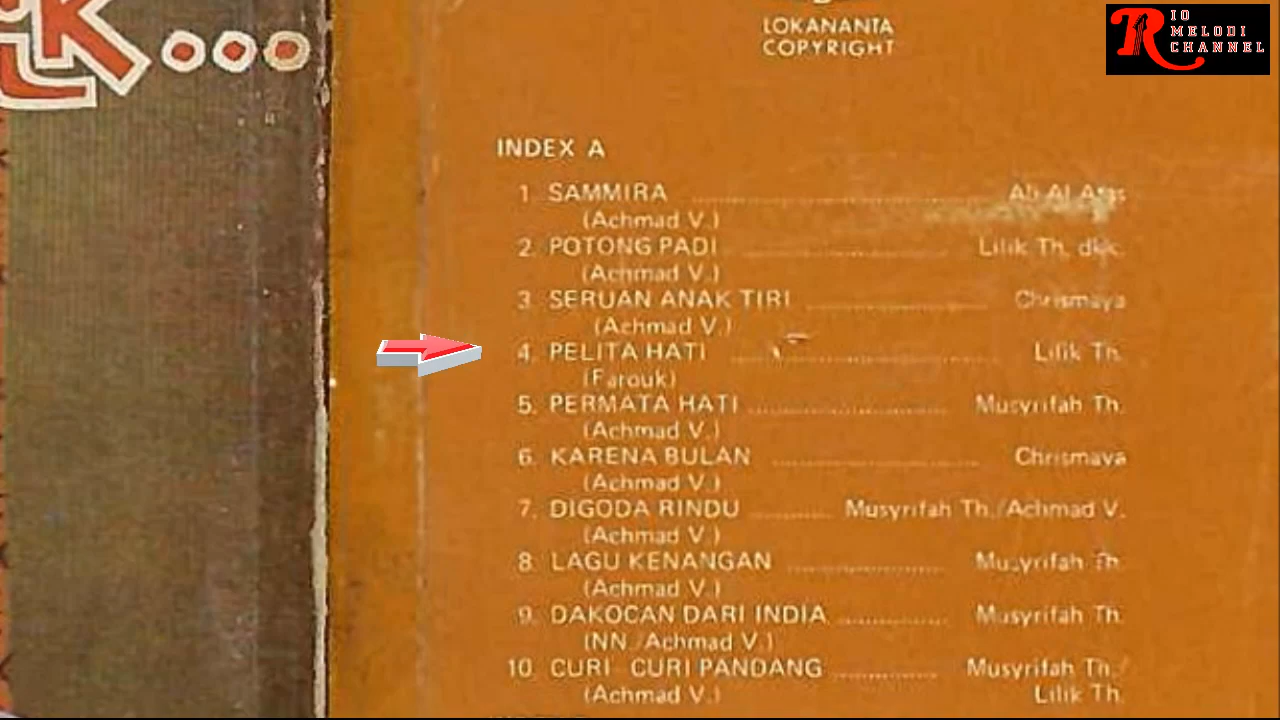 K...
LOKANANTA
COPYRIGHT
RIO
MELODI
CHANNEL
INDEX A
1. SAMMIRA .................... Ali Al Atas
(Achmad V.)
2. POTONG PADI .................... Lilik Th. dkk.
(Achmad V.)
3. SERUAN ANAK TIRI .................... Chrismaya
(Achmad V.)
4. PELITA HATI .................... Lilik Th.
(Farouk)
5. PERMATA HATI .................... Musyrifah Th.
(Achmad V.)
6. KARENA BULAN .................... Chrismaya
(Achmad V.)
7. DIGODA RINDU .......... Musyrifah Th./Achmad V.
(Achmad V.)
8. LAGU KENANGAN .................... Musyrifah Th.
(Achmad V.)
9. DAKOCAN DARI INDIA .............. Musyrifah Th.
(NN./Achmad V.)
10. CURI - CURI PANDANG ............. Musyrifah Th./
(Achmad V.) Lilik Th.